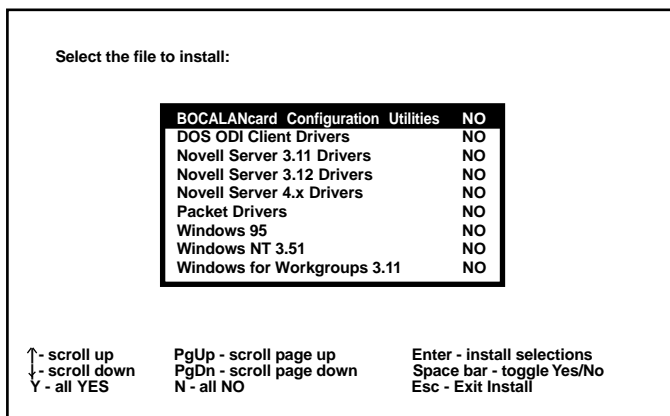 Select the file to install:
BOCALANcard Configuration Utilities NO
DOS ODI Client Drivers NO
Novell Server 3.11 Drivers NO
Novell Server 3.12 Drivers NO
Novell Server 4.x Drivers NO
Packet Drivers NO
Windows 95 NO
Windows NT 3.51 NO
Windows for Workgroups 3.11 NO
↑- scroll up PgUp - scroll page up Enter - install selections
↓- scroll down PgDn - scroll page down Space bar - toggle Yes/No
Y - all YES N - all NO Esc - Exit Install